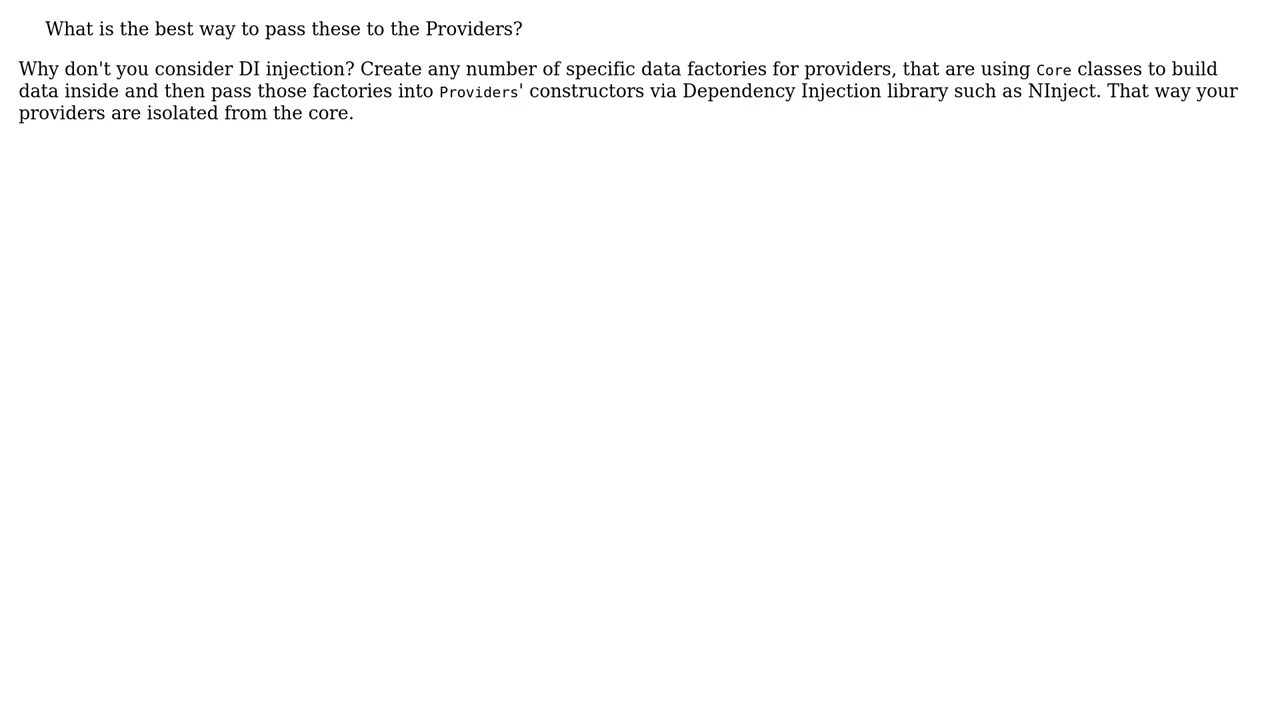 What is the best way to pass these to the Providers?
Why don't you consider DI injection? Create any number of specific data factories for providers, that are using Core classes to build
data inside and then pass those factories into Providers' constructors via Dependency Injection library such as NInject. That way your
providers are isolated from the core.